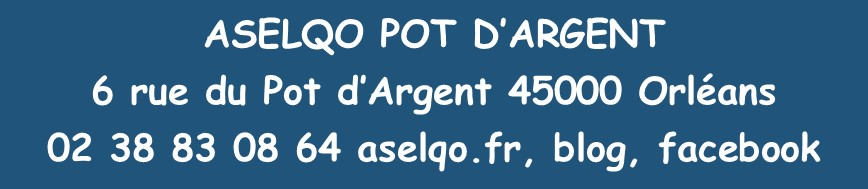 ASELQO POT D'ARGENT
6 rue du Pot d'Argent 45000 Orléans
02 38 83 08 64 aselqo.fr, blog, facebook